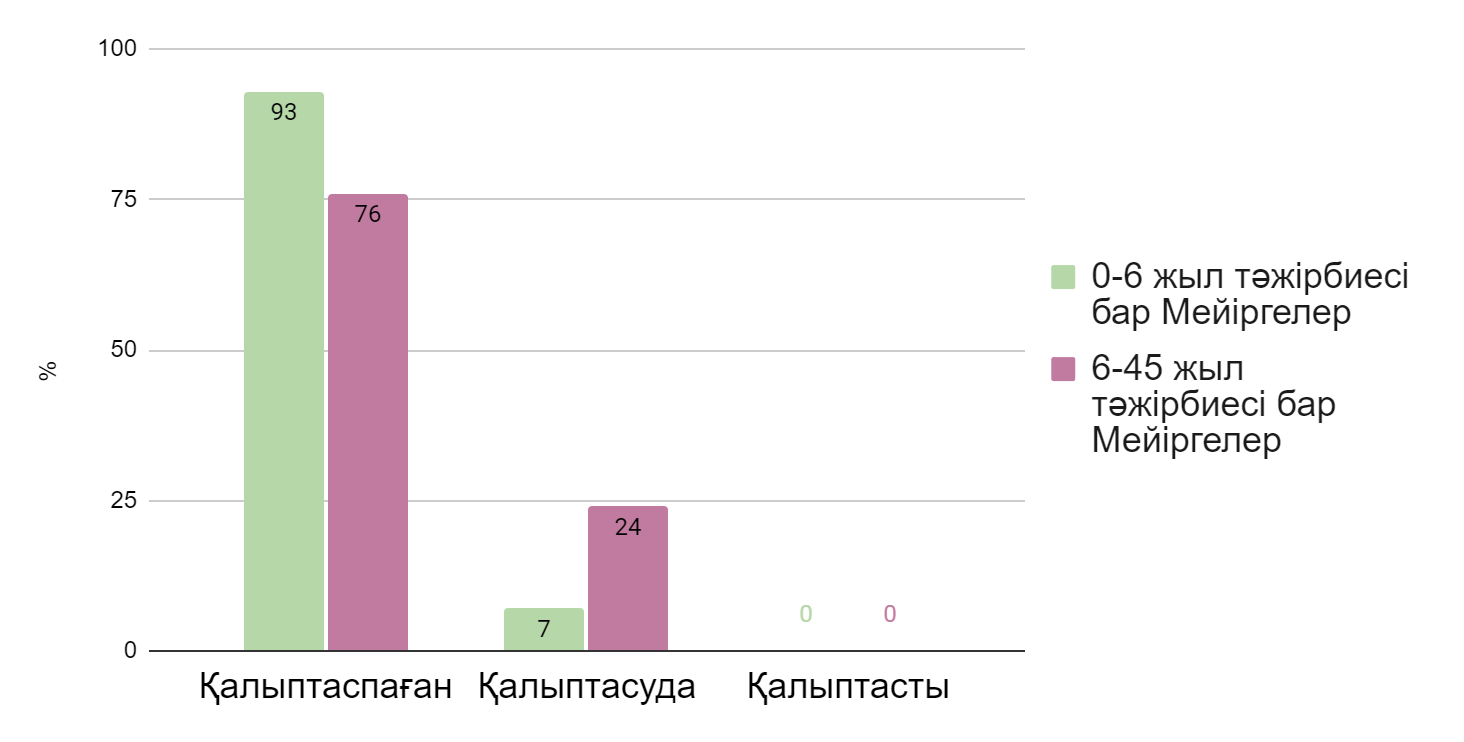 100
75
50
25
0
%
93
76
7
24
0
0
Қалыптаспаған
Қалыптасуда
Қалыптасты
0-6 жыл тәжірбиесі
бар Мейіргелер
6-45 жыл
тәжірбиесі бар
Мейіргелер